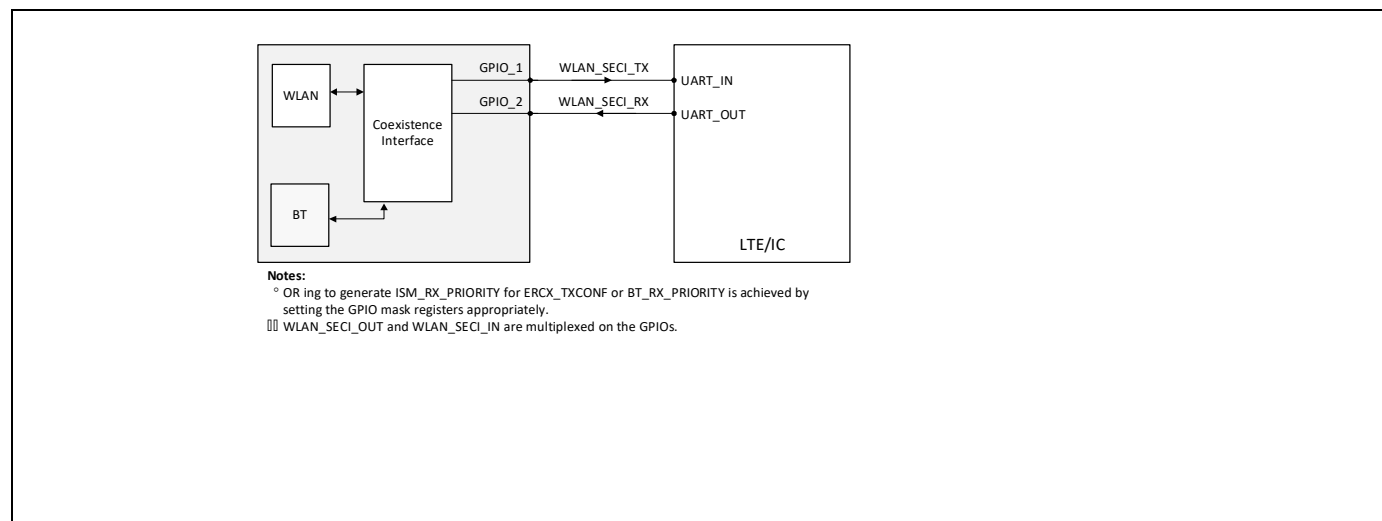 GPIO_1
WLAN_SECI_TX
UART_IN
WLAN
GPIO_2
WLAN_SECI_RX
UART_OUT
Coexistence
Interface
BT
LTE/IC
Notes:
° OR ing to generate ISM_RX_PRIORITY for ERCX_TXCONF or BT_RX_PRIORITY is achieved by
setting the GPIO mask registers appropriately.
▯▯ WLAN_SECI_OUT and WLAN_SECI_IN are multiplexed on the GPIOs.